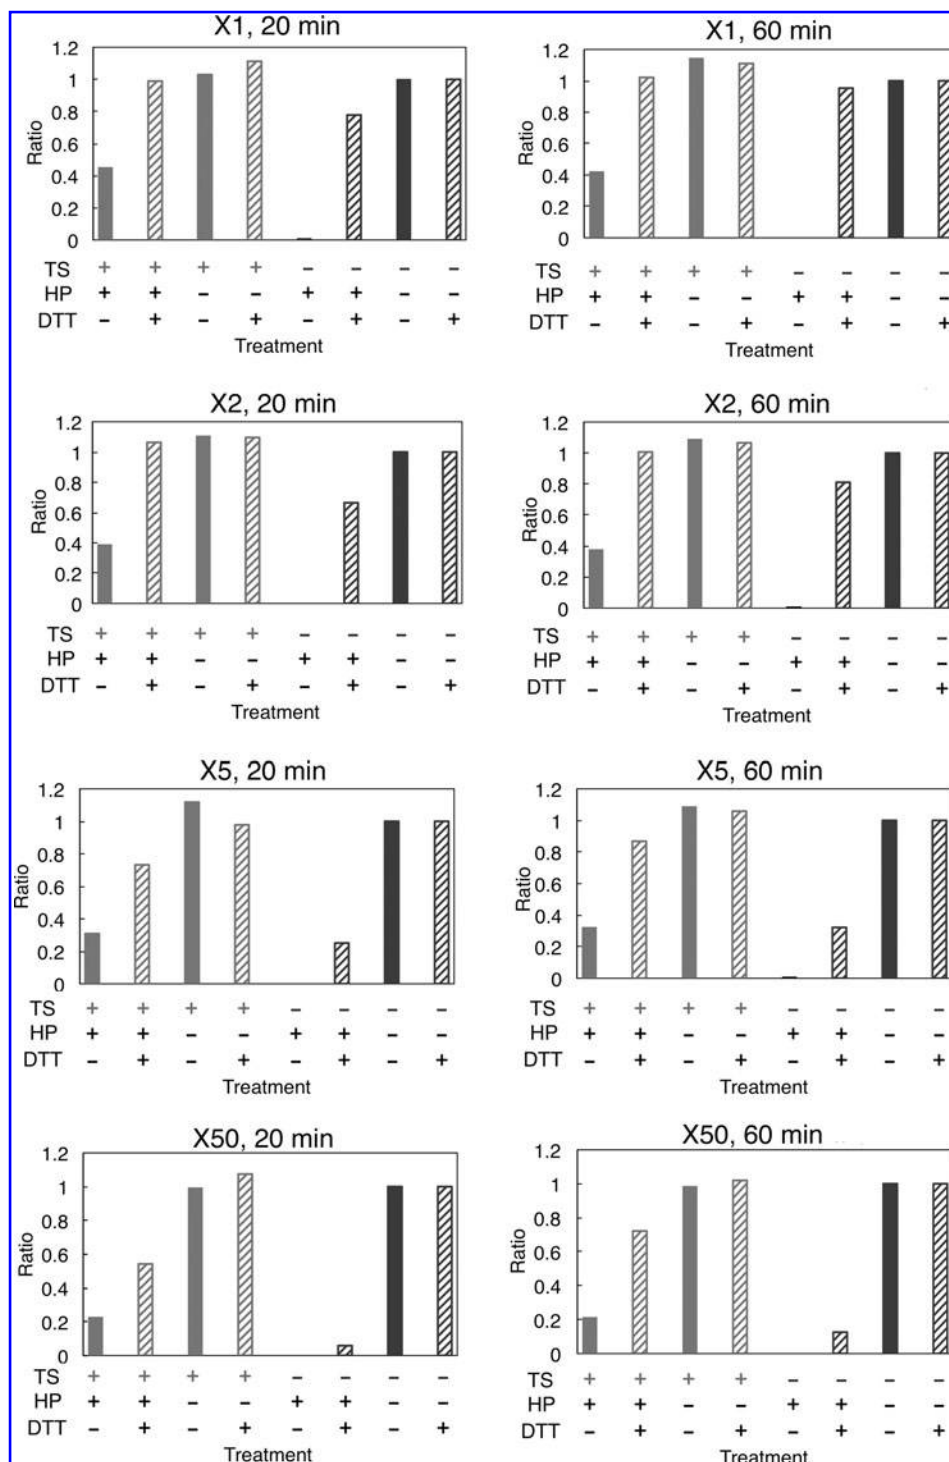 X1, 20 min
1.2
1
0.8
0.6
0.4
0.2
0
Ratio
TS + + + + − − − −
HP + + − − + + − −
DTT − + − + − + − +
Treatment
X1, 60 min
1.2
1
0.8
0.6
0.4
0.2
0
Ratio
TS + + + + − − − −
HP + + − − + + − −
DTT − + − + − + − +
Treatment
X2, 20 min
1.2
1
0.8
0.6
0.4
0.2
0
Ratio
TS + + + + − − − −
HP + + − − + + − −
DTT − + − + − + − +
Treatment
X2, 60 min
1.2
1
0.8
0.6
0.4
0.2
0
Ratio
TS + + + + − − − −
HP + + − − + + − −
DTT − + − + − + − +
Treatment
X5, 20 min
1.2
1
0.8
0.6
0.4
0.2
0
Ratio
TS + + + + − − − −
HP + + − − + + − −
DTT − + − + − + − +
Treatment
X5, 60 min
1.2
1
0.8
0.6
0.4
0.2
0
Ratio
TS + + + + − − − −
HP + + − − + + − −
DTT − + − + − + − +
Treatment
X50, 20 min
1.2
1
0.8
0.6
0.4
0.2
0
Ratio
TS + + + + − − − −
HP + + − − + + − −
DTT − + − + − + − +
Treatment
X50, 60 min
1.2
1
0.8
0.6
0.4
0.2
0
Ratio
TS + + + + − − − −
HP + + − − + + − −
DTT − + − + − + − +
Treatment